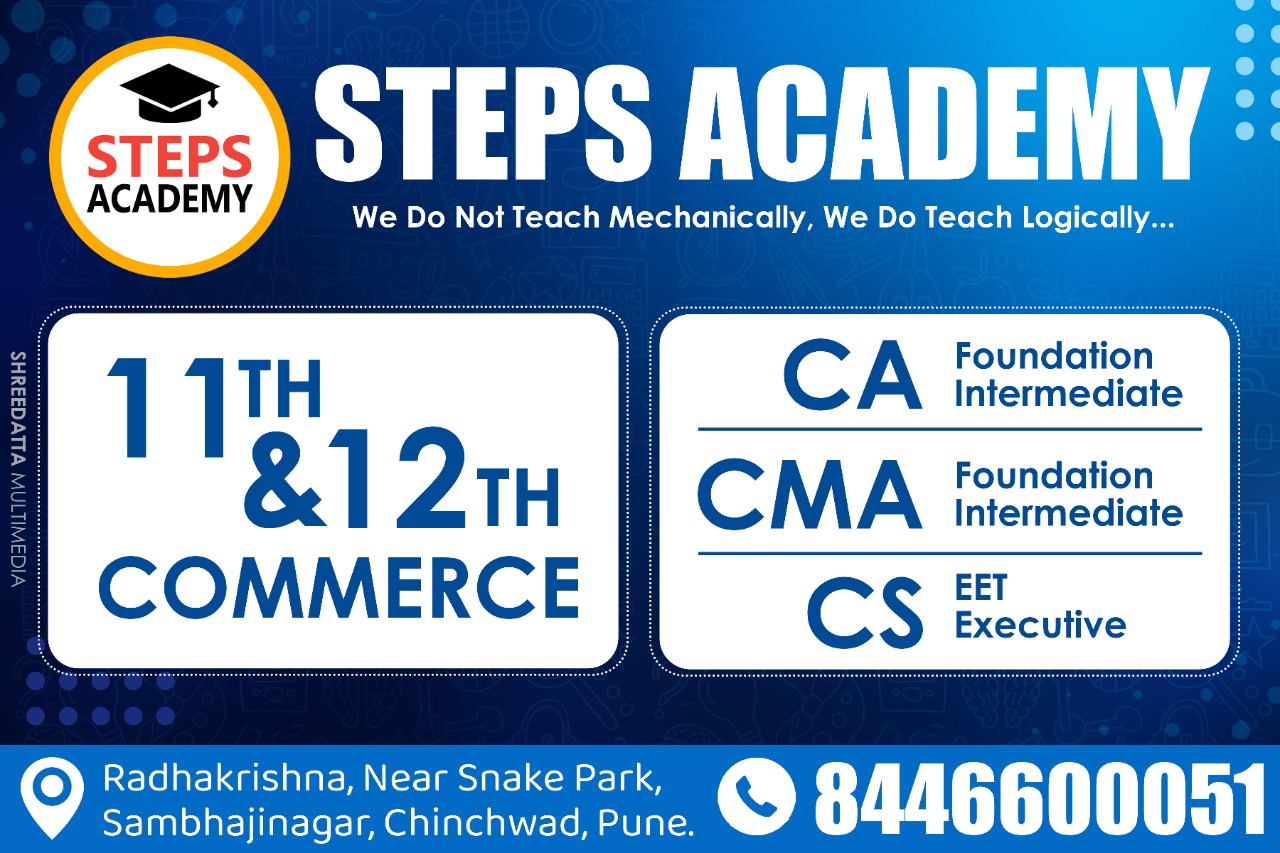 STEPS
ACADEMY
STEPS ACADEMY
We Do Not Teach Mechanically, We Do Teach Logically...
11TH
&12TH
COMMERCE
CA Foundation
Intermediate
CMA Foundation
Intermediate
CS EET
Executive
SHREEDATTA MULTIMEDIA
Radhakrishna, Near Snake Park,
Sambhajinagar, Chinchwad, Pune.
8446600051